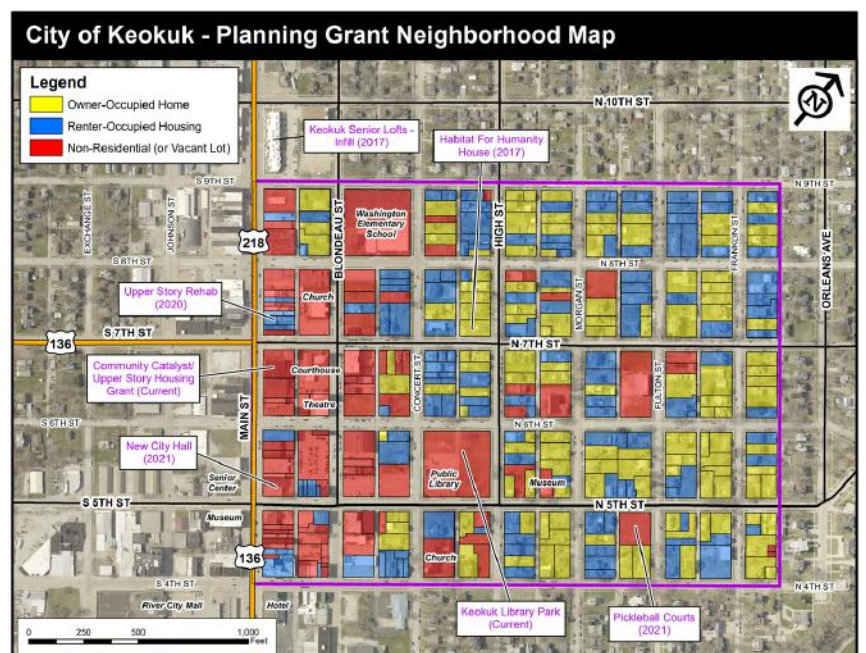 City of Keokuk - Planning Grant Neighborhood Map
Legend
Owner-Occupied Home
Renter-Occupied Housing
Non-Residential (or Vacant Lot)
N
N 10TH ST
Keokuk Senior Lofts -
Infill (2017)
Habitat For Humanity
House (2017)
S 9TH ST
N 9TH ST
EXCHANGE ST
JOHNSON ST
BLONDEAU ST
Washington
Elementary
School
HIGH ST
FRANKLIN ST
ORLEANS AVE
218
S 8TH ST
N 8TH ST
Upper Story Rehab
(2020)
Church
MORGAN ST
S 7TH ST
136
N 7TH ST
Community Catalyst/
Upper Story Housing
Grant (Current)
Courthouse
CONCERT ST
FULTON ST
Theatre
MAIN ST
S 6TH ST
N 6TH ST
New City Hall
(2021)
Senior
Center
Public
Library
Museum
S 5TH ST
N 5TH ST
Museum
136
Church
S 4TH ST
N 4TH ST
River City Mall
Hotel
Keokuk Library Park
(Current)
Pickleball Courts
(2021)
0 250 500 1,000
Feet